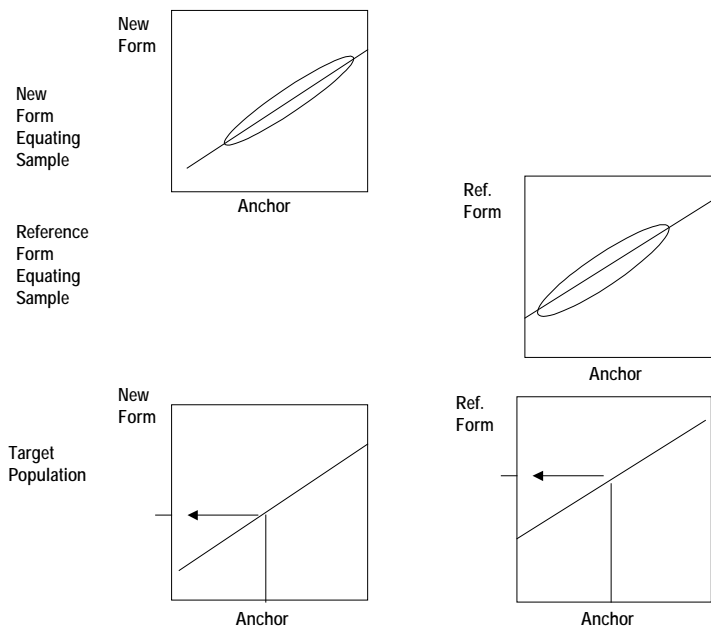 New
Form
New
Form
Equating
Sample
Anchor
Ref.
Form
Reference
Form
Equating
Sample
Anchor
New
Form
Ref.
Form
Target
Population
Anchor
Anchor